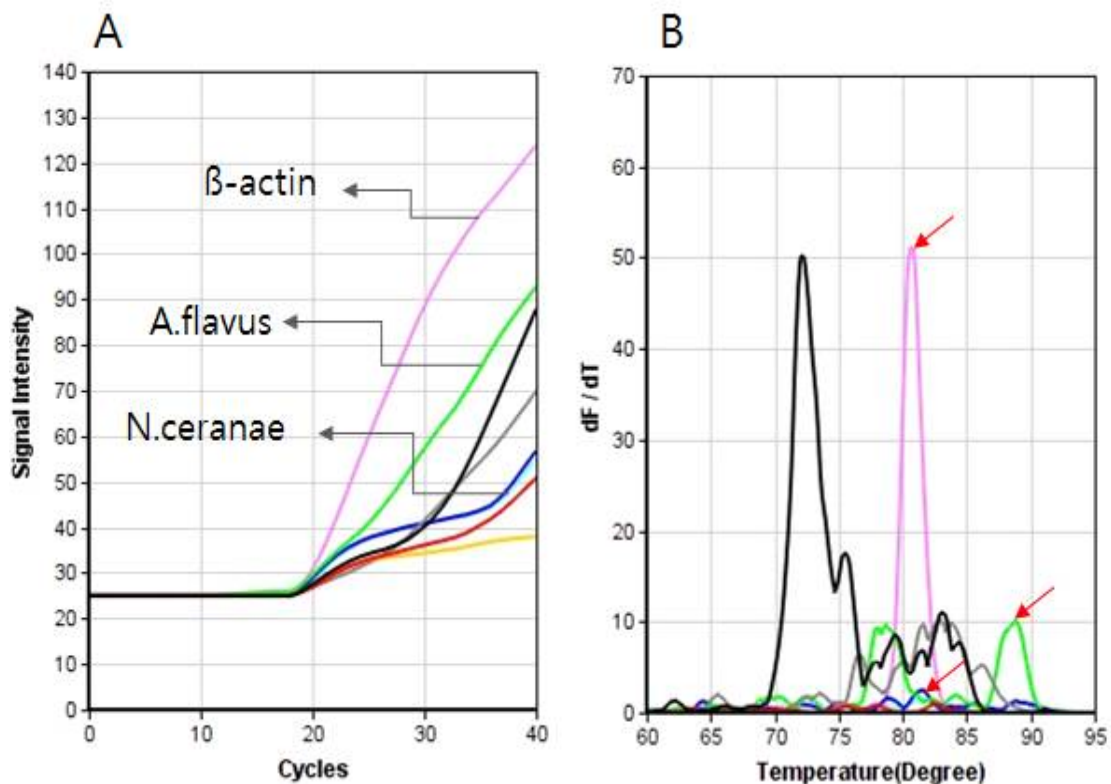 A
140
130
120
110
100
90
80
70
60
50
40
30
20
10
0
Signal Intensity
ß-actin
A.flavus
N.ceranae
0 10 20 30 40
Cycles
B
70
60
50
40
30
20
10
0
dF / dT
60 65 70 75 80 85 90 95
Temperature(Degree)